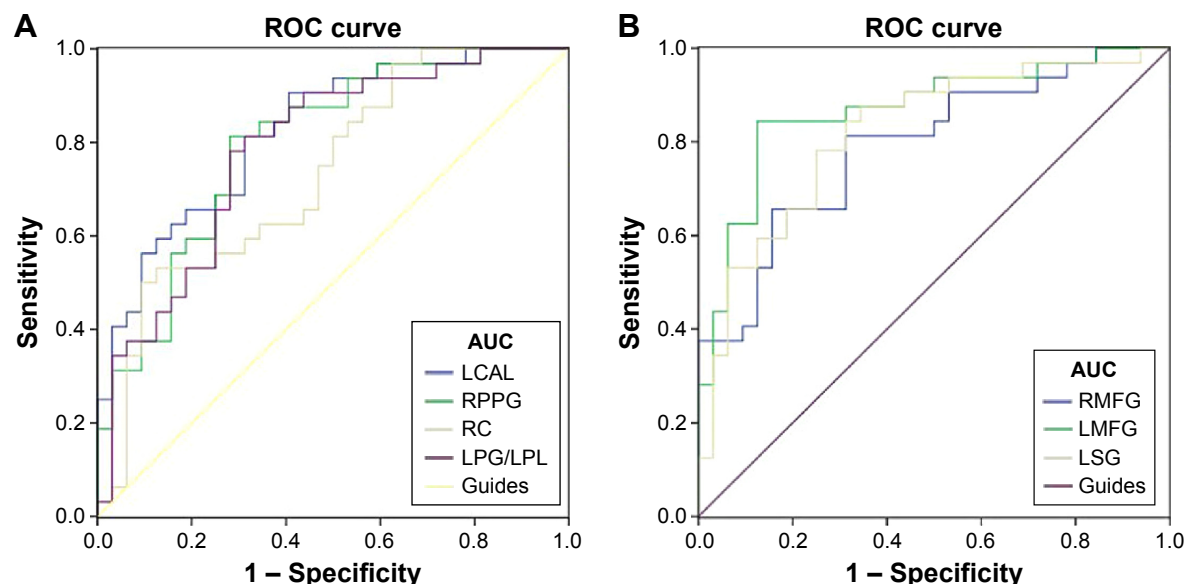 A
ROC curve
1.0
0.8
0.6
0.4
0.2
0.0
Sensitivity
0.0
0.2
0.4
0.6
0.8
1.0
1 – Specificity
AUC
LCAL
RPPG
RC
LPG/LPL
Guides
B
ROC curve
1.0
0.8
0.6
0.4
0.2
0.0
Sensitivity
0.0
0.2
0.4
0.6
0.8
1.0
1 – Specificity
AUC
RMFG
LMFG
LSG
Guides